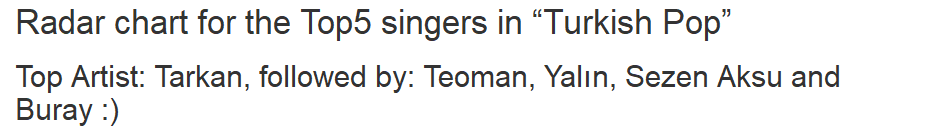 Radar chart for the Top5 singers in “Turkish Pop”
Top Artist: Tarkan, followed by: Teoman, Yalın, Sezen Aksu and
Buray :)